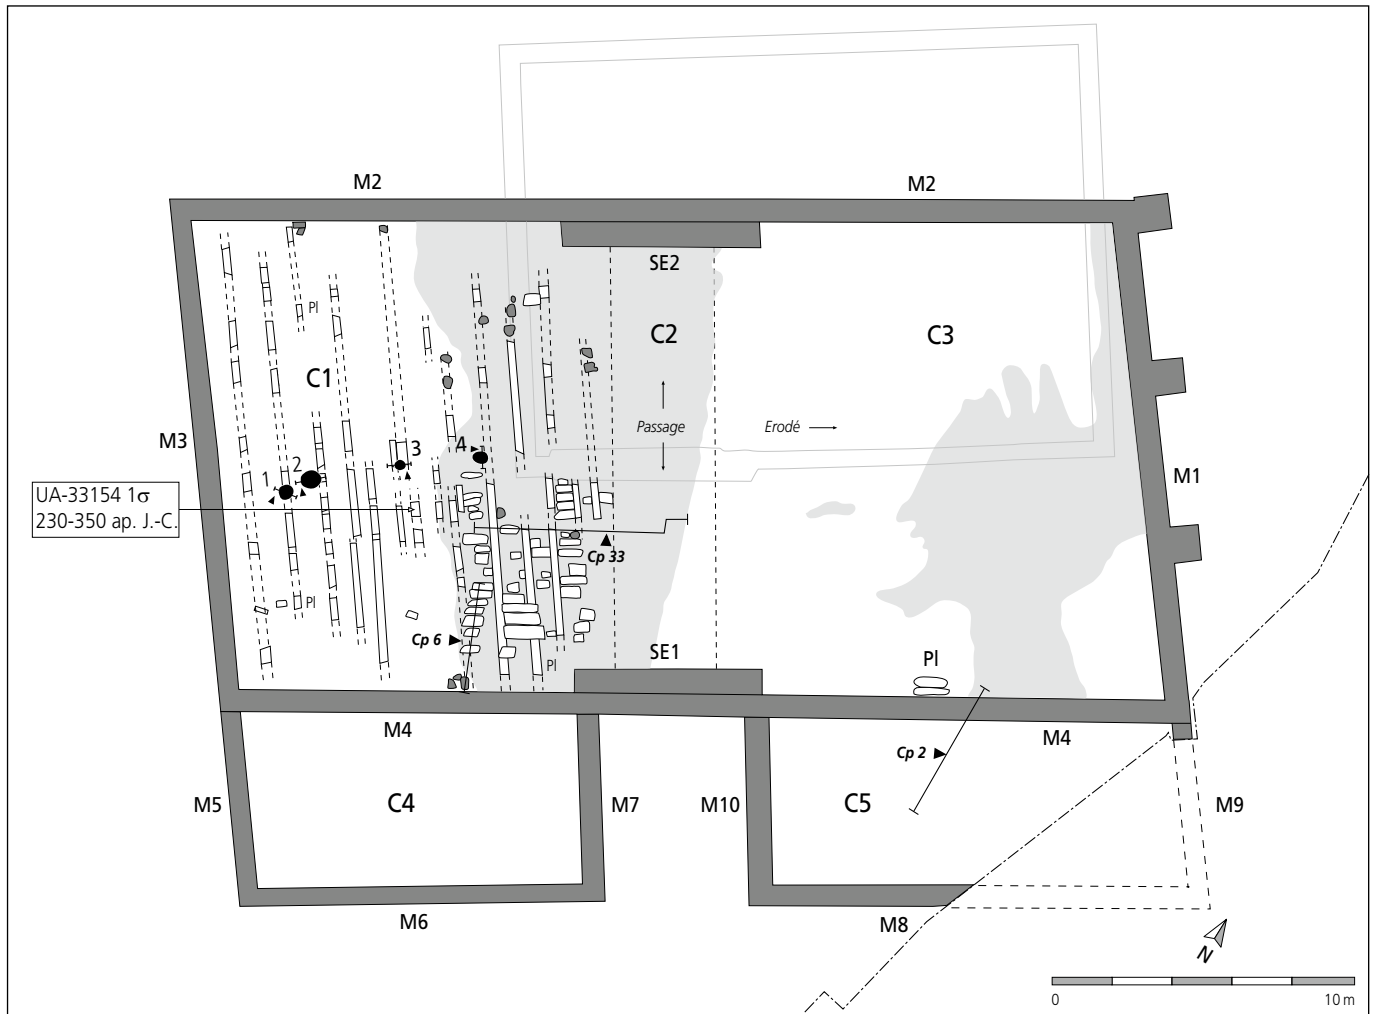 M2
M2
SE2
Pl
C2
C3
C1
Passage
Erodé
M3
3
4
2
1
M1
UA-33154 1σ
230-350 ap. J.-C.
Cp 33
Pl
Cp 6
SE1
Pl
Pl
M4
M4
Cp 2
M5
C4
M7
M10
C5
M9
M6
M8
N
0
10 m